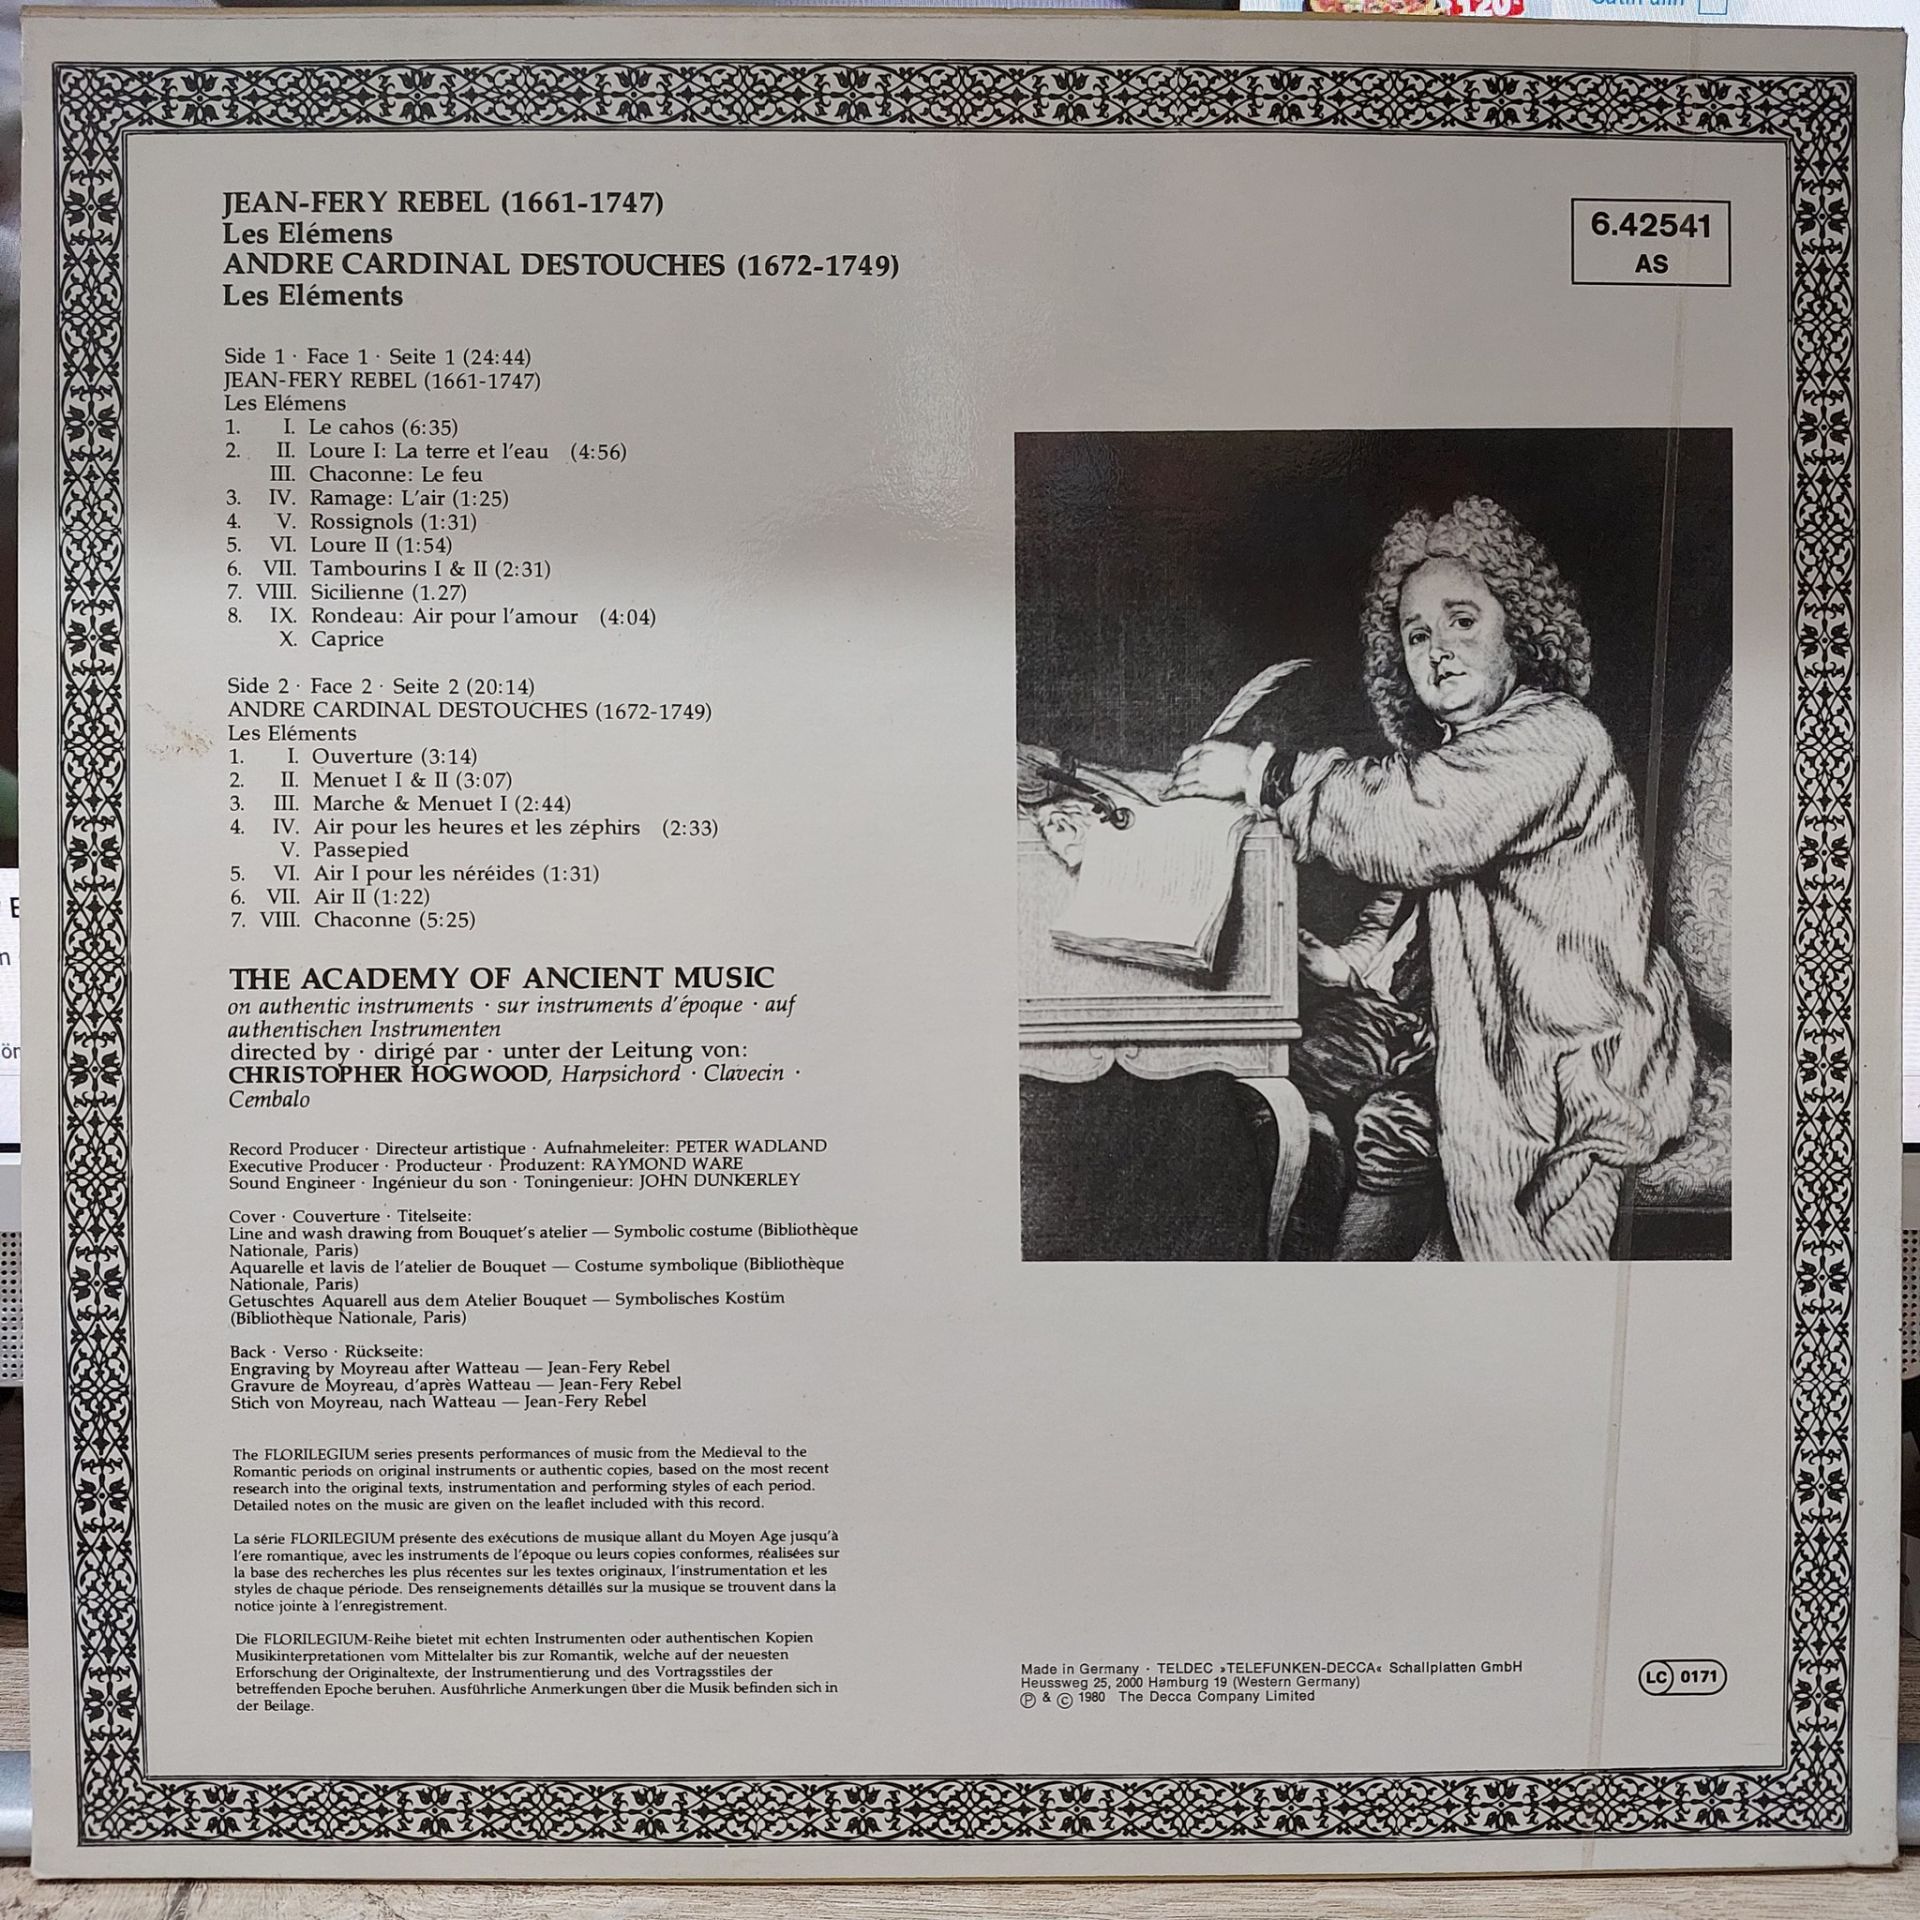 JEAN-FERY REBEL (1661-1747)
Les Elémens
ANDRE CARDINAL DESTOUCHES (1672-1749)
Les Eléments
6.42541
AS
Side 1 · Face 1 · Seite 1 (24:44)
JEAN-FERY REBEL (1661-1747)
Les Elémens
1. I. Le cahos (6:35)
2. II. Loure I: La terre et l'eau (4:56)
III. Chaconne: Le feu
3. IV. Ramage: L'air (1:25)
4. V. Rossignols (1:31)
5. VI. Loure II (1:54)
6. VII. Tambourins I & II (2:31)
7. VIII. Sicilienne (1.27)
8. IX. Rondeau: Air pour l'amour (4:04)
X. Caprice
Side 2 · Face 2 · Seite 2 (20:14)
ANDRE CARDINAL DESTOUCHES (1672-1749)
Les Eléments
1. I. Ouverture (3:14)
2. II. Menuet I & II (3:07)
3. III. Marche & Menuet I (2:44)
4. IV. Air pour les heures et les zéphirs (2:33)
V. Passepied
5. VI. Air I pour les néréides (1:31)
6. VII. Air II (1:22)
7. VIII. Chaconne (5:25)
THE ACADEMY OF ANCIENT MUSIC
on authentic instruments · sur instruments d'époque · auf
authentischen Instrumenten
directed by · dirigé par · unter der Leitung von:
CHRISTOPHER HOGWOOD, Harpsichord · Clavecin ·
Cembalo
Record Producer · Directeur artistique · Aufnahmeleiter: PETER WADLAND
Executive Producer · Producteur · Produzent: RAYMOND WARE
Sound Engineer · Ingénieur du son · Toningenieur: JOHN DUNKERLEY
Cover · Couverture · Titelseite:
Line and wash drawing from Bouquet's atelier — Symbolic costume (Bibliothèque
Nationale, Paris)
Aquarelle et lavis de l'atelier de Bouquet — Costume symbolique (Bibliothèque
Nationale, Paris)
Getuschtes Aquarell aus dem Atelier Bouquet — Symbolisches Kostüm
(Bibliothèque Nationale, Paris)
Back · Verso · Rückseite:
Engraving by Moyreau after Watteau — Jean-Fery Rebel
Gravure de Moyreau, d'après Watteau — Jean-Fery Rebel
Stich von Moyreau, nach Watteau — Jean-Fery Rebel
The FLORILEGIUM series presents performances of music from the Medieval to the
Romantic periods on original instruments or authentic copies, based on the most recent
research into the original texts, instrumentation and performing styles of each period.
Detailed notes on the music are given on the leaflet included with this record.
La série FLORILEGIUM présente des exécutions de musique allant du Moyen Age jusqu'à
l'ere romantique, avec les instruments de l'époque ou leurs copies conformes, réalisées sur
la base des recherches les plus récentes sur les textes originaux, l'instrumentation et les
styles de chaque période. Des renseignements détaillés sur la musique se trouvent dans la
notice jointe à l'enregistrement.
Die FLORILEGIUM-Reihe bietet mit echten Instrumenten oder authentischen Kopien
Musikinterpretationen vom Mittelalter bis zur Romantik, welche auf der neuesten
Erforschung der Originaltexte, der Instrumentierung und des Vortragsstiles der
betreffenden Epoche beruhen. Ausführliche Anmerkungen über die Musik befinden sich in
der Beilage.
Made in Germany · TELDEC »TELEFUNKEN-DECCA« Schallplatten GmbH
Heussweg 25, 2000 Hamburg 19 (Western Germany)
Ⓟ & © 1980 The Decca Company Limited
LC 0171